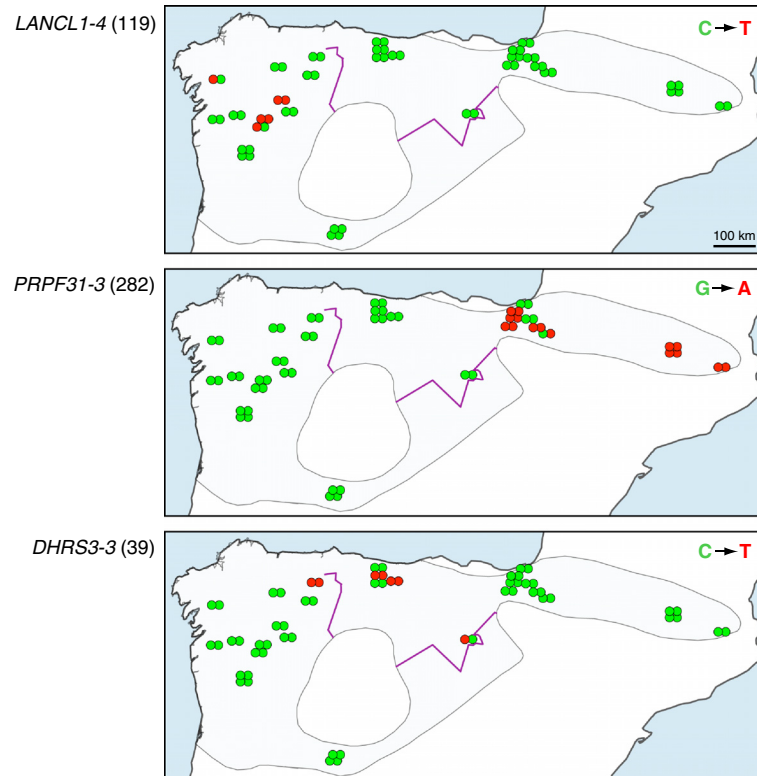 LANCL1-4 (119)
C → T
100 km
PRPF31-3 (282)
G → A
DHRS3-3 (39)
C → T